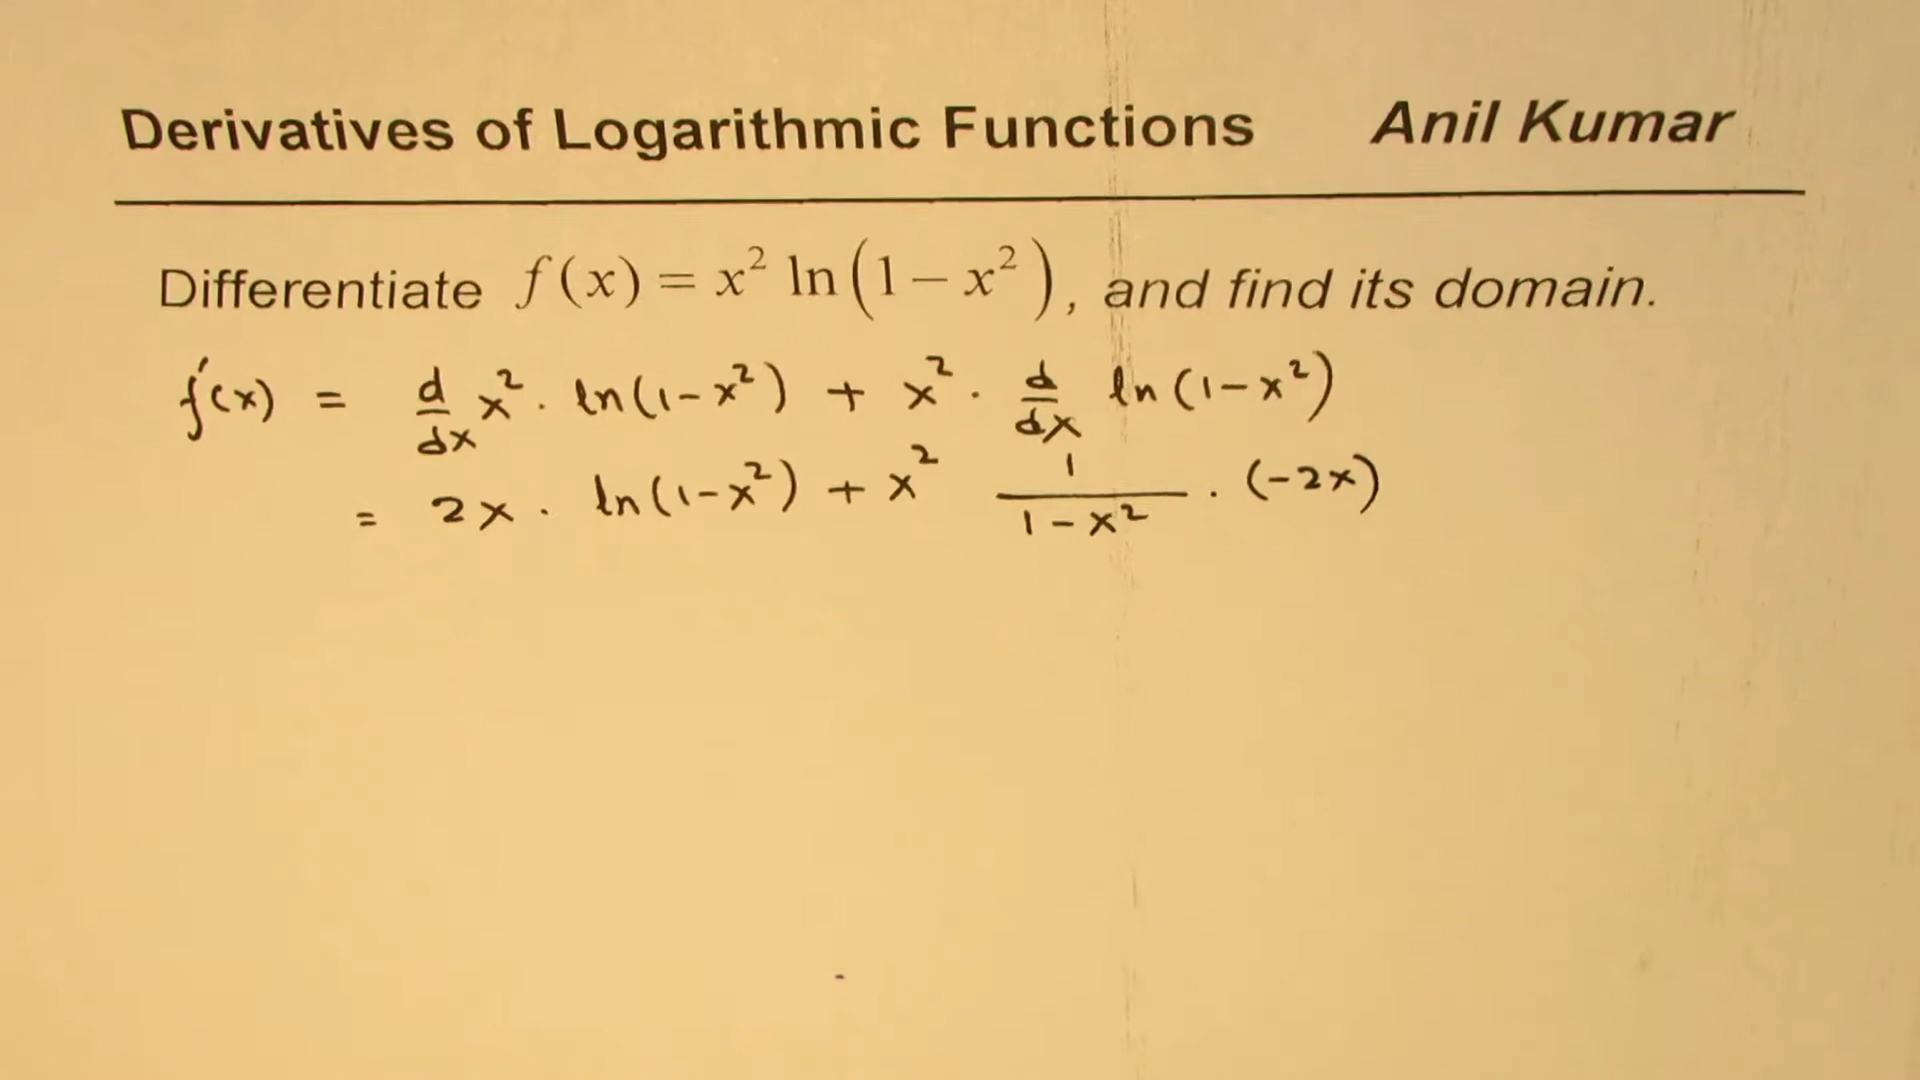 Derivatives of Logarithmic Functions Anil Kumar
Differentiate f(x) = x² ln(1 − x²), and find its domain.
f'(x) = d/dx x² · ln(1−x²) + x² · d/dx ln(1−x²)
= 2x · ln(1−x²) + x² 1/(1−x²) · (−2x)